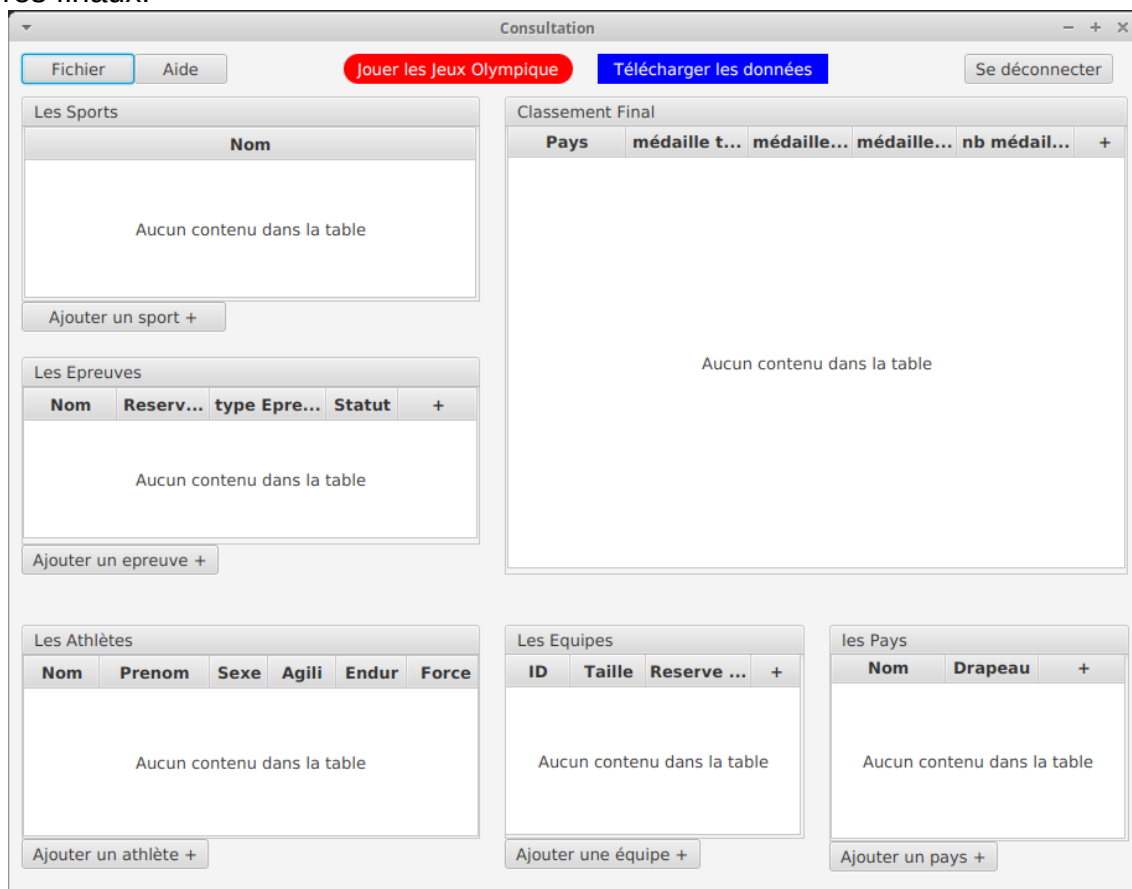 res finaux.
Consultation
Fichier Aide Jouer les Jeux Olympique Télécharger les données Se déconnecter
Les Sports
Nom
Aucun contenu dans la table
Ajouter un sport +
Classement Final
Pays médaille t... médaille... médaille... nb médail... +
Aucun contenu dans la table
Les Epreuves
Nom Reserv... type Epre... Statut +
Aucun contenu dans la table
Ajouter un epreuve +
Les Athlètes
Nom Prenom Sexe Agili Endur Force
Aucun contenu dans la table
Ajouter un athlète +
Les Equipes
ID Taille Reserve ... +
Aucun contenu dans la table
Ajouter une équipe +
les Pays
Nom Drapeau +
Aucun contenu dans la table
Ajouter un pays +